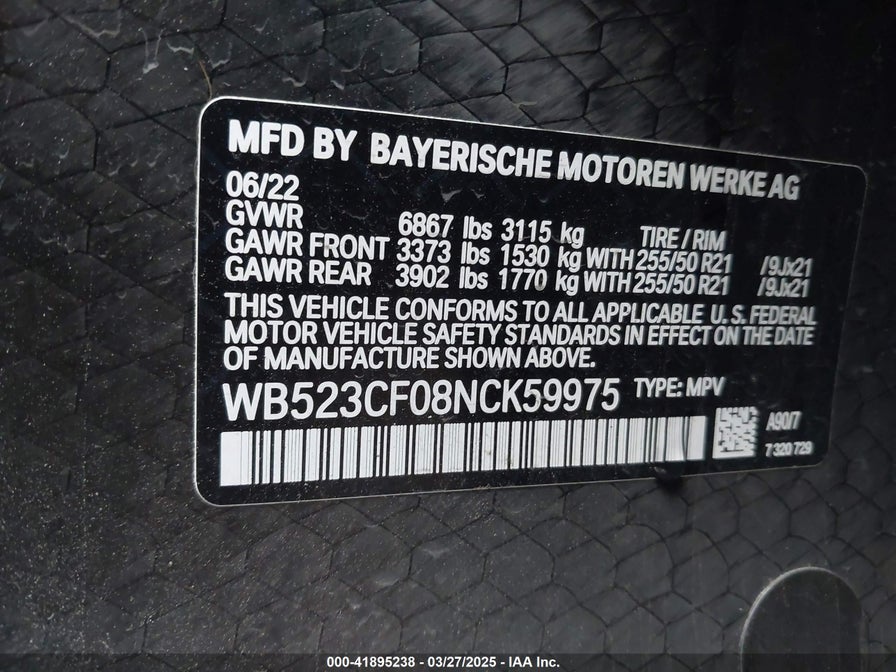 MFD BY BAYERISCHE MOTOREN WERKE AG
06/22
GVWR 6867 lbs 3115 kg TIRE / RIM
GAWR FRONT 3373 lbs 1530 kg WITH 255/50 R21 /9Jx21
GAWR REAR 3902 lbs 1770 kg WITH 255/50 R21 /9Jx21
THIS VEHICLE CONFORMS TO ALL APPLICABLE U. S. FEDERAL
MOTOR VEHICLE SAFETY STANDARDS IN EFFECT ON THE DATE
OF MANUFACTURE SHOWN ABOVE.
WB523CF08NCK59975 TYPE: MPV
A90/7
7 320 729
000-41895238 - 03/27/2025 - IAA Inc.